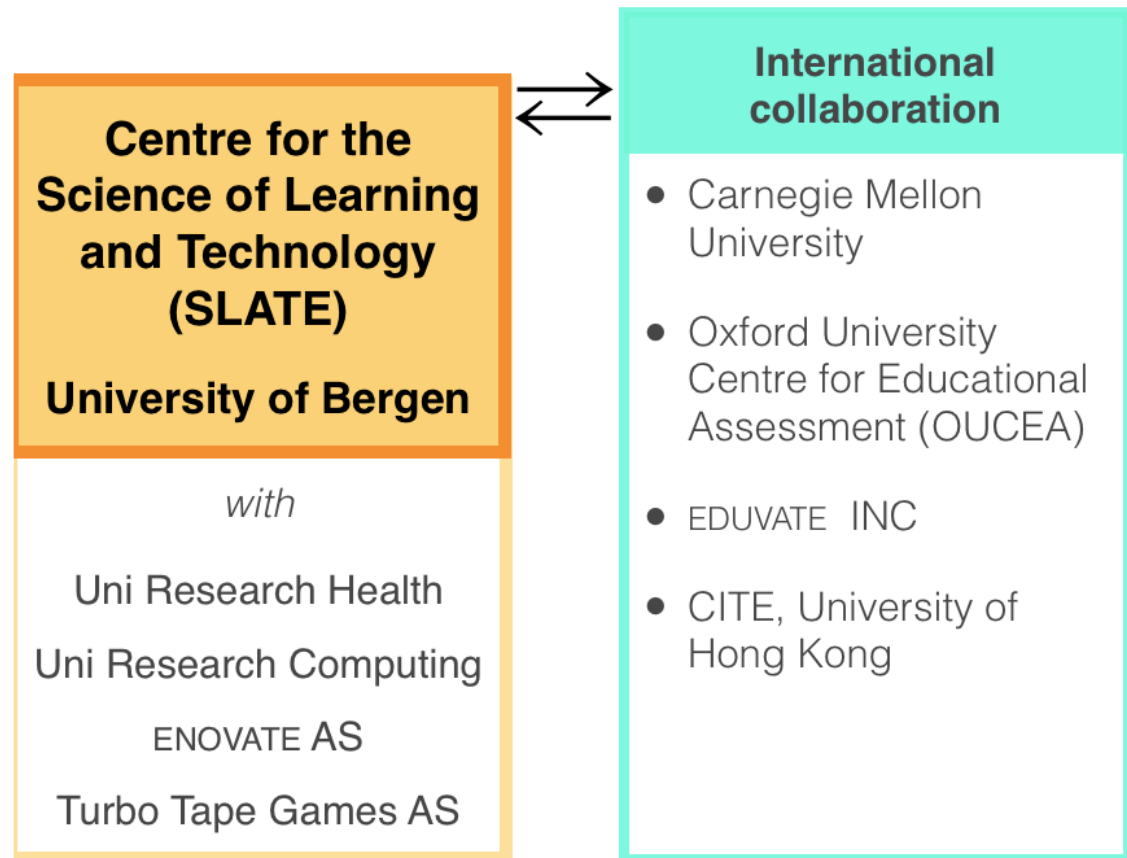 Centre for the
Science of Learning
and Technology
(SLATE)
University of Bergen
with
Uni Research Health
Uni Research Computing
ENOVATE AS
Turbo Tape Games AS
International
collaboration
● Carnegie Mellon
University
● Oxford University
Centre for Educational
Assessment (OUCEA)
● EDUVATE INC
● CITE, University of
Hong Kong